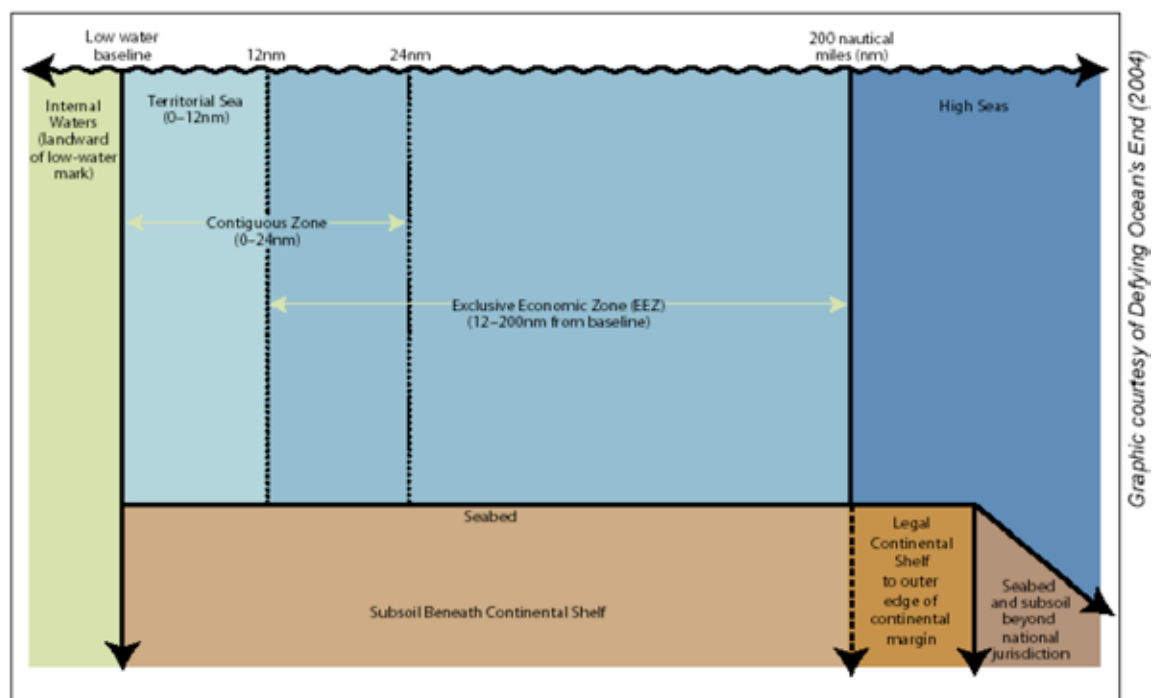 Low water
baseline
12nm
24nm
200 nautical
miles (nm)
Internal
Waters
(landward
of low-water
mark)
Territorial Sea
(0–12nm)
High Seas
Contiguous Zone
(0–24nm)
Exclusive Economic Zone (EEZ)
(12–200nm from baseline)
Seabed
Subsoil Beneath Continental Shelf
Legal
Continental
Shelf
to outer
edge of
continental
margin
Seabed
and subsoil
beyond
national
jurisdiction
Graphic courtesy of Defying Ocean's End (2004)